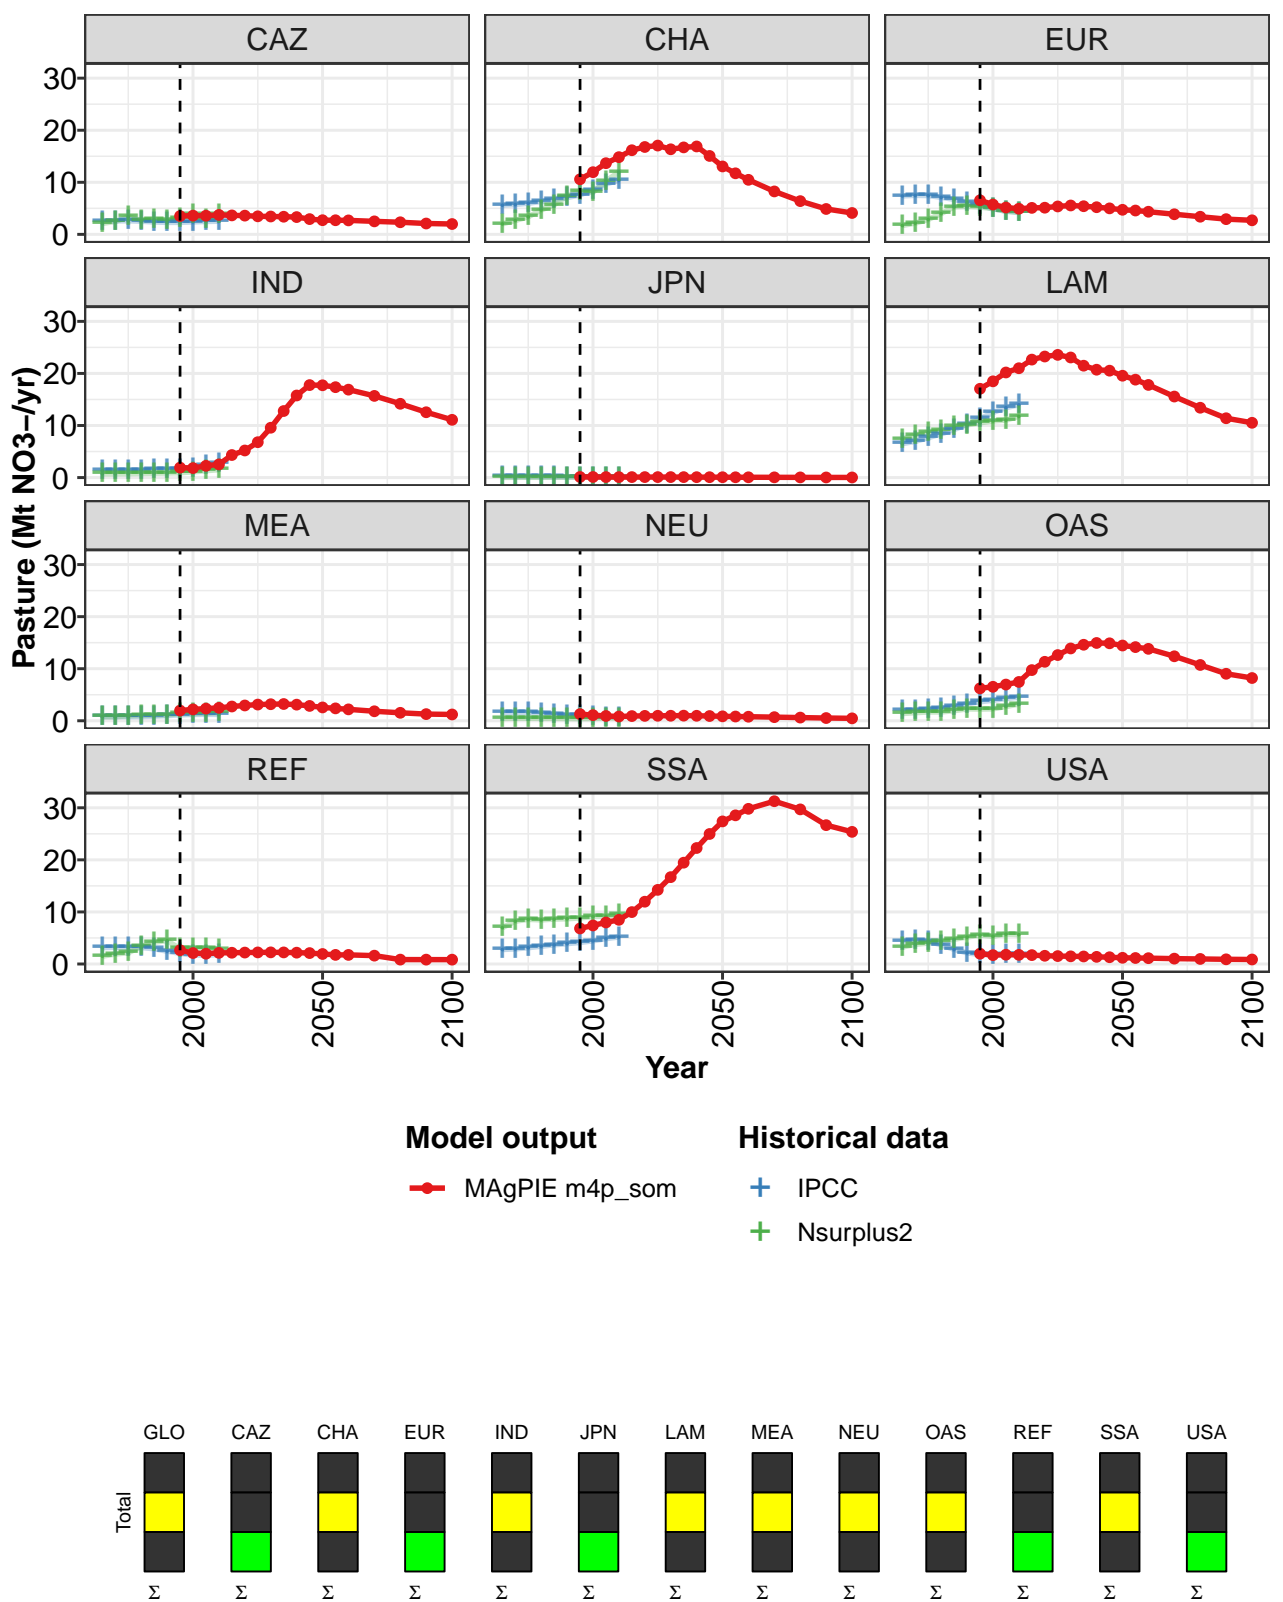 CAZ CHA EUR
30
20
10
0
IND JPN LAM
30
20
10
0
MEA NEU OAS
30
20
10
0
REF SSA USA
30
20
10
0
Pasture (Mt NO3–/yr)
2000 2050 2100 2000 2050 2100 2000 2050 2100
Year
Model output Historical data
MAgPIE m4p_som IPCC
Nsurplus2
GLO CAZ CHA EUR IND JPN LAM MEA NEU OAS REF SSA USA
Total
Σ Σ Σ Σ Σ Σ Σ Σ Σ Σ Σ Σ Σ